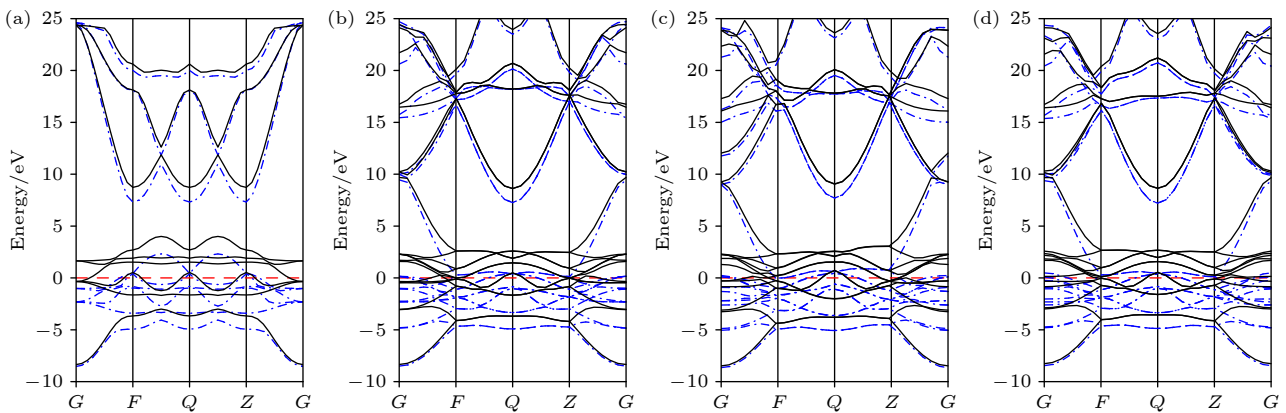 (a) (b) (c) (d)
25 25 25 25
20 20 20 20
15 15 15 15
10 10 10 10
5 5 5 5
0 0 0 0
−5 −5 −5 −5
−10 −10 −10 −10
Energy/eV Energy/eV Energy/eV Energy/eV
G F Q Z G G F Q Z G G F Q Z G G F Q Z G